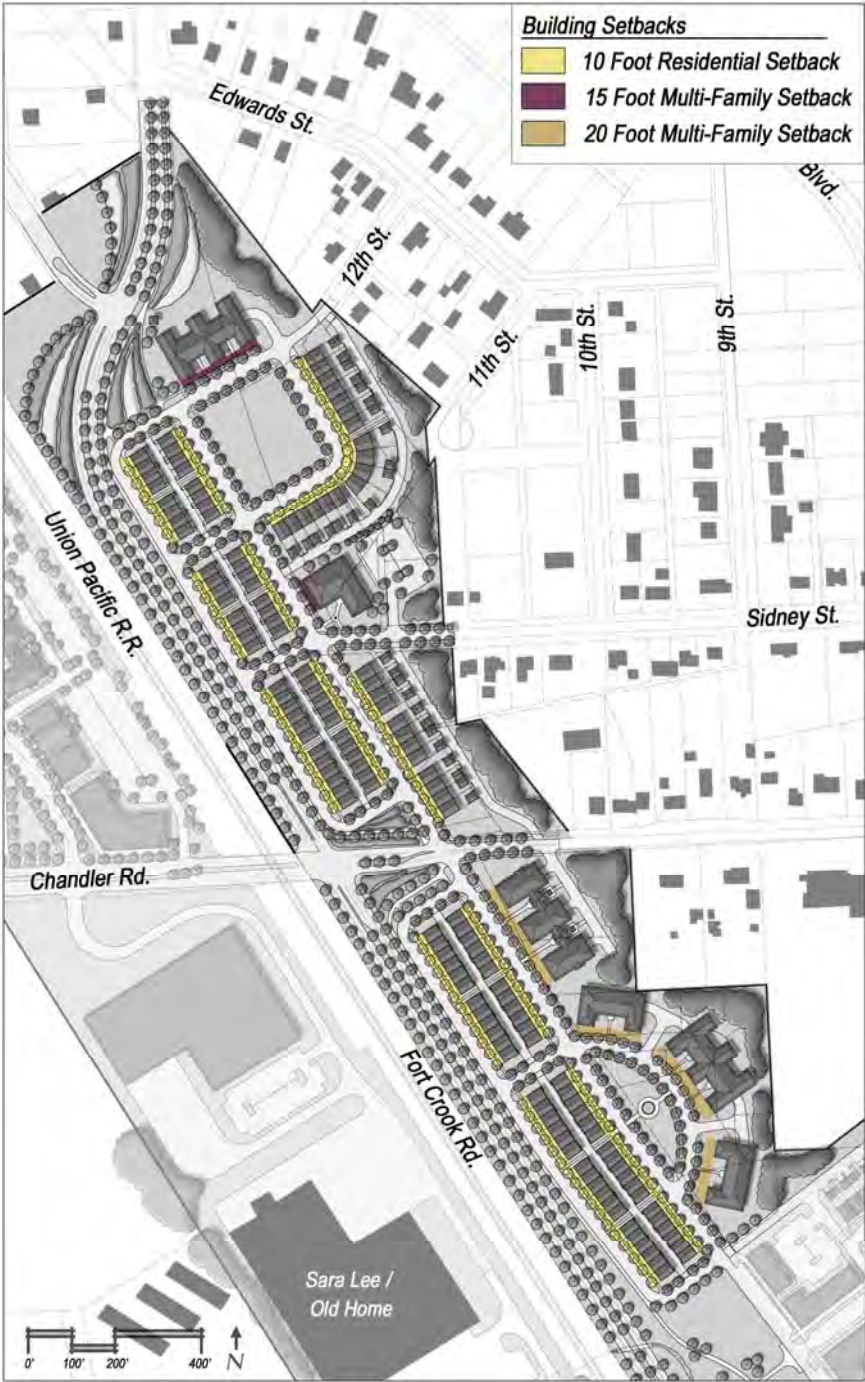 Building Setbacks
10 Foot Residential Setback
15 Foot Multi-Family Setback
20 Foot Multi-Family Setback
Edwards St.
Blvd.
12th St.
11th St.
10th St.
9th St.
Union Pacific R.R.
Sidney St.
Chandler Rd.
Fort Crook Rd.
Sara Lee /
Old Home
0' 100' 200' 400' N